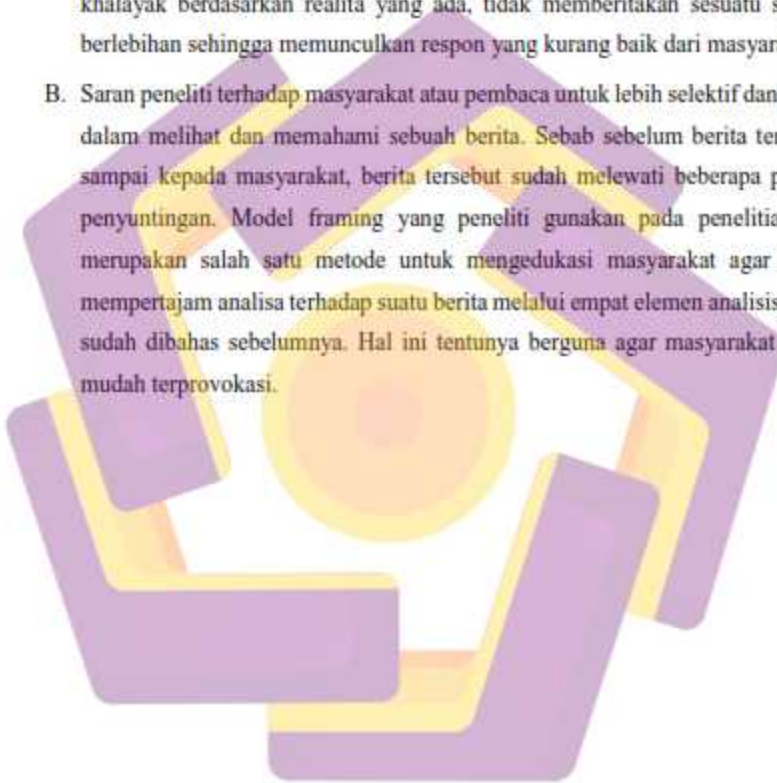 khalayak berdasarkan realita yang ada, tidak memberitakan sesuatu s
berlebihan sehingga memunculkan respon yang kurang baik dari masyar
B. Saran peneliti terhadap masyarakat atau pembaca untuk lebih selektif dan
dalam melihat dan memahami sebuah berita. Sebab sebelum berita ter
sampai kepada masyarakat, berita tersebut sudah melewati beberapa p
penyuntingan. Model framing yang peneliti gunakan pada penelitia
merupakan salah satu metode untuk mengedukasi masyarakat agar
mempertajam analisa terhadap suatu berita melalui empat elemen analisis
sudah dibahas sebelumnya. Hal ini tentunya berguna agar masyarakat
mudah terprovokasi.